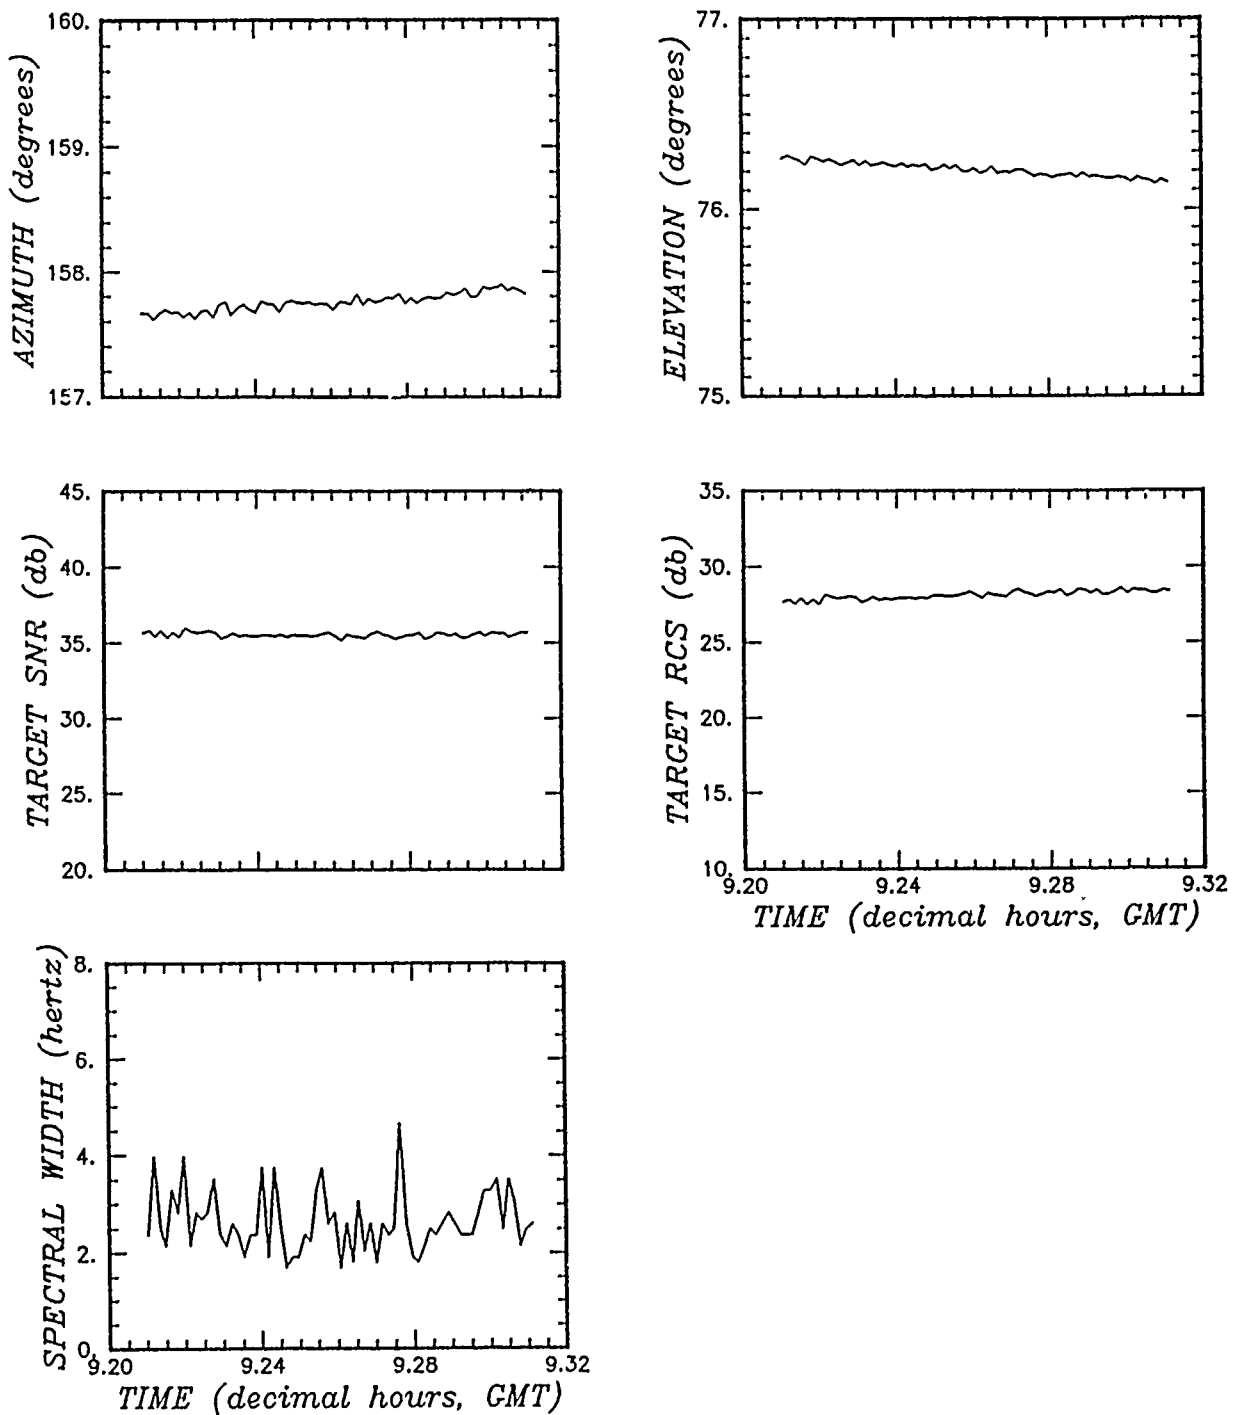 AZIMUTH (degrees)
160.
159.
158.
157.
ELEVATION (degrees)
77.
76.
75.
TARGET SNR (db)
45.
40.
35.
30.
25.
20.
TARGET RCS (db)
35.
30.
25.
20.
15.
10.
9.20 9.24 9.28 9.32
TIME (decimal hours, GMT)
SPECTRAL WIDTH (hertz)
8.
6.
4.
2.
0.
9.20 9.24 9.28 9.32
TIME (decimal hours, GMT)